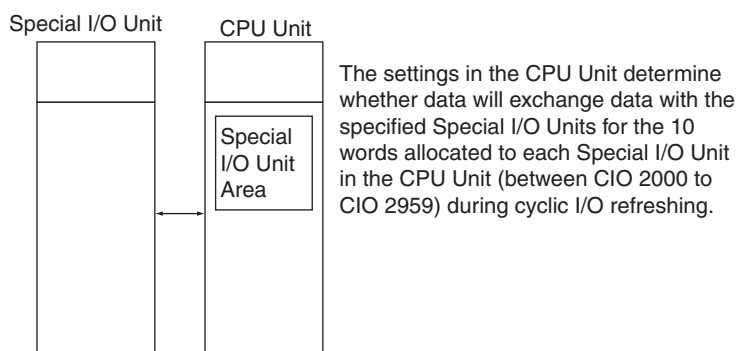 Special I/O Unit
CPU Unit
Special
I/O Unit
Area
The settings in the CPU Unit determine
whether data will exchange data with the
specified Special I/O Units for the 10
words allocated to each Special I/O Unit
in the CPU Unit (between CIO 2000 to
CIO 2959) during cyclic I/O refreshing.